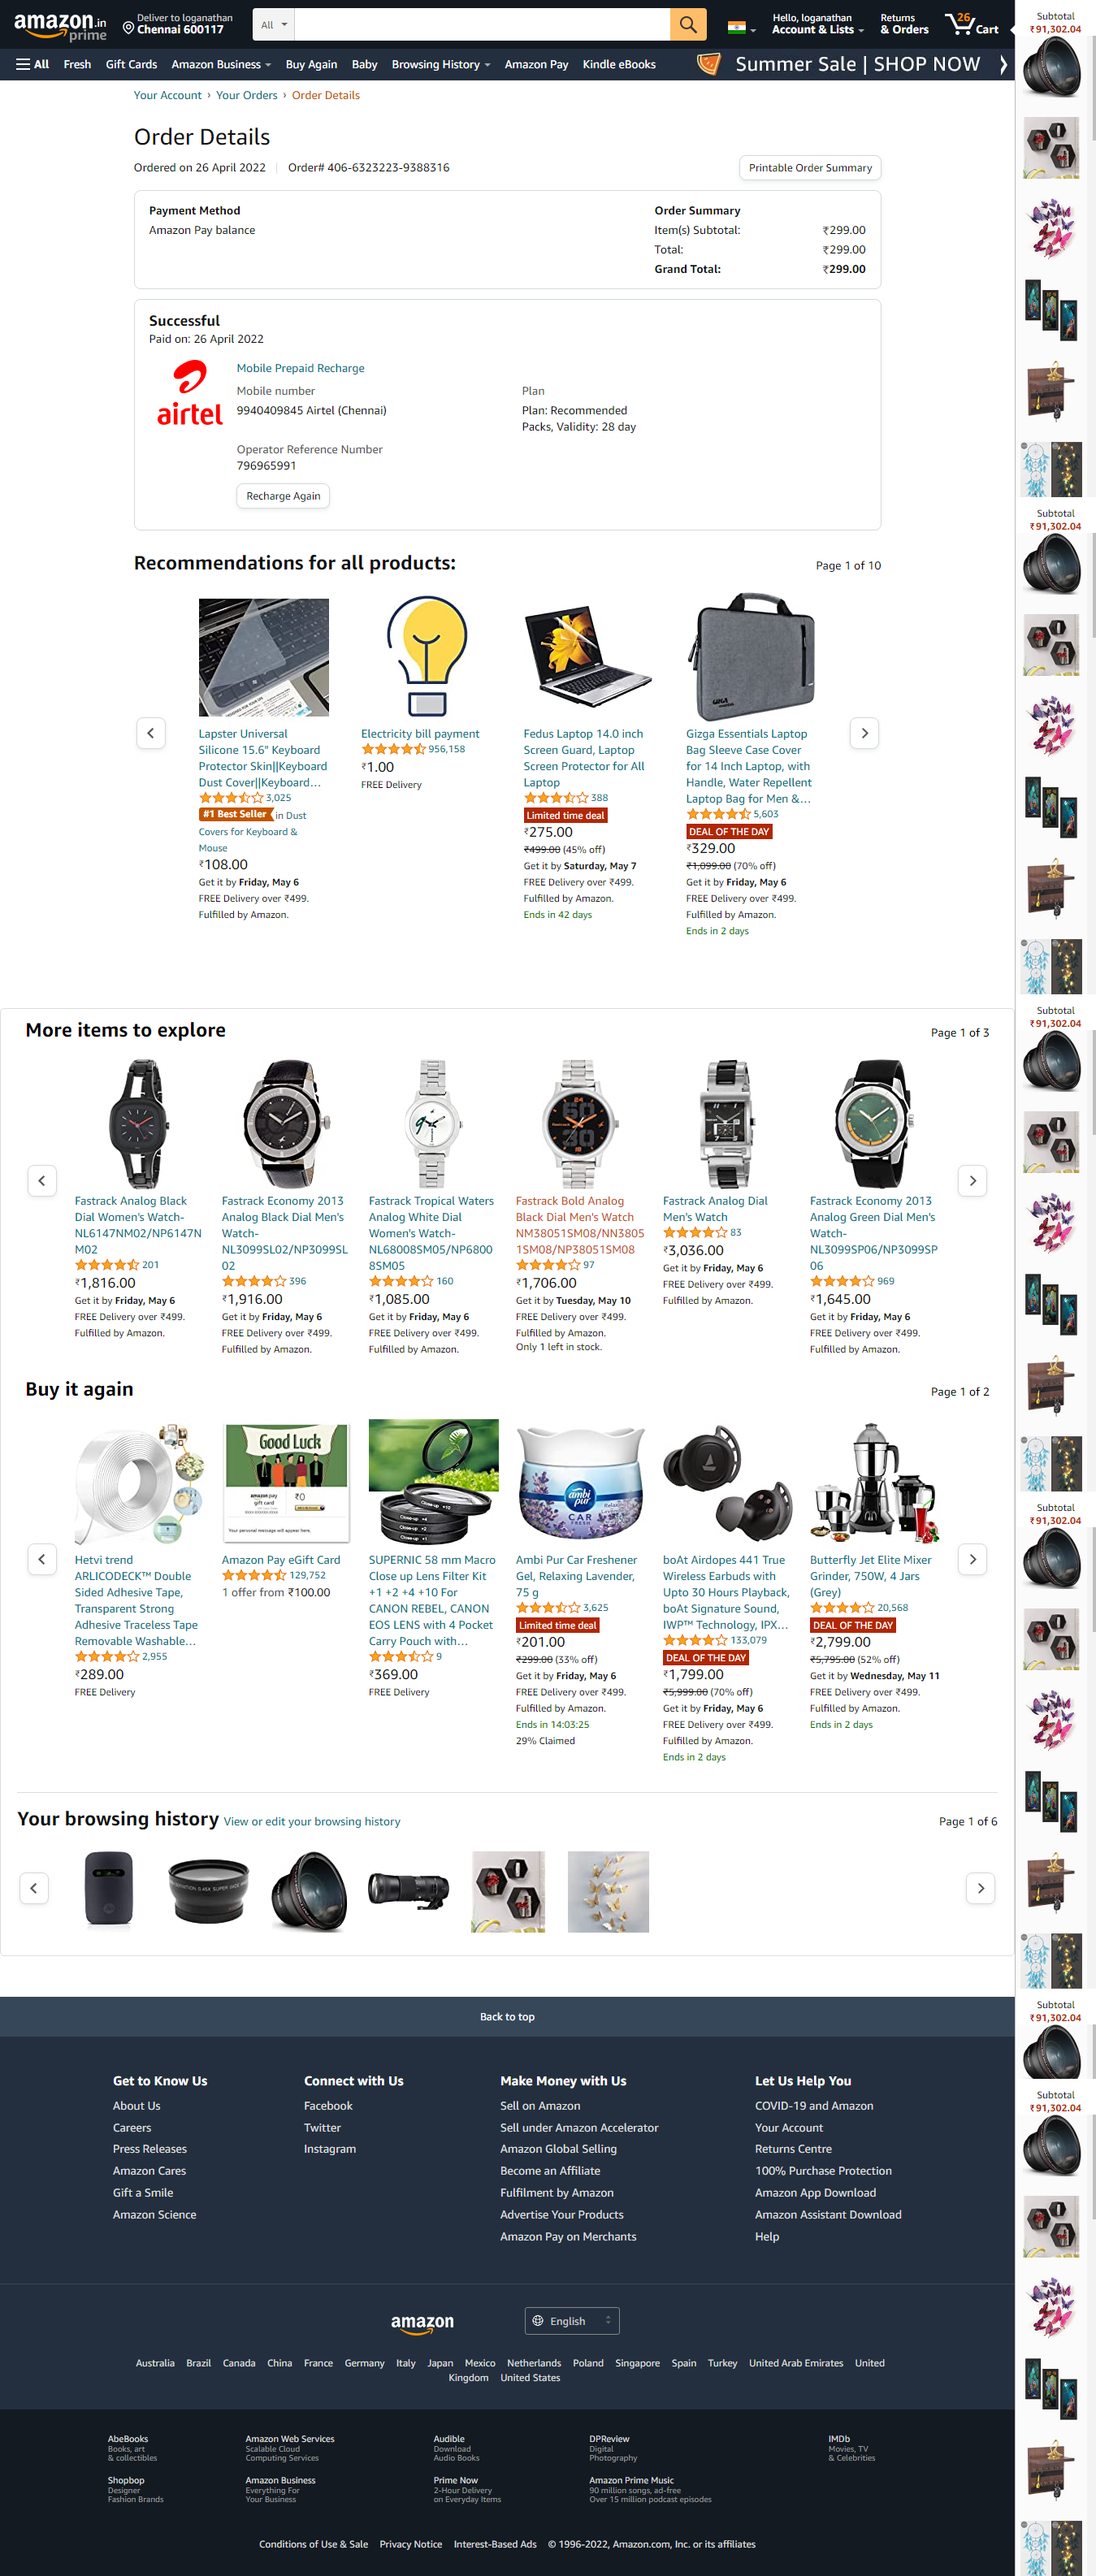 amazon.in
prime
Deliver to loganathan
Chennai 600117
All
Hello, loganathan
Account & Lists
Returns
& Orders
26
Cart
All
Fresh
Gift Cards
Amazon Business
Buy Again
Baby
Browsing History
Amazon Pay
Kindle eBooks
Summer Sale | SHOP NOW
Subtotal
₹91,302.04
Your Account › Your Orders › Order Details
Order Details
Ordered on 26 April 2022
Order# 406-6323223-9388316
Printable Order Summary
Payment Method
Amazon Pay balance
Order Summary
Item(s) Subtotal: ₹299.00
Total: ₹299.00
Grand Total: ₹299.00
Successful
Paid on: 26 April 2022
airtel
Mobile Prepaid Recharge
Mobile number
9940409845 Airtel (Chennai)
Plan
Plan: Recommended
Packs, Validity: 28 day
Operator Reference Number
796965991
Recharge Again
Subtotal
₹91,302.04
Recommendations for all products:
Page 1 of 10
Lapster Universal
Silicone 15.6" Keyboard
Protector Skin||Keyboard
Dust Cover||Keyboard...
3,025
#1 Best Seller in Dust
Covers for Keyboard &
Mouse
₹108.00
Get it by Friday, May 6
FREE Delivery over ₹499.
Fulfilled by Amazon.
Electricity bill payment
956,158
₹1.00
FREE Delivery
Fedus Laptop 14.0 inch
Screen Guard, Laptop
Screen Protector for All
Laptop
388
Limited time deal
₹275.00
₹499.00 (45% off)
Get it by Saturday, May 7
FREE Delivery over ₹499.
Fulfilled by Amazon.
Ends in 42 days
Gizga Essentials Laptop
Bag Sleeve Case Cover
for 14 Inch Laptop, with
Handle, Water Repellent
Laptop Bag for Men &...
5,603
DEAL OF THE DAY
₹329.00
₹1,099.00 (70% off)
Get it by Friday, May 6
FREE Delivery over ₹499.
Fulfilled by Amazon.
Ends in 2 days
Subtotal
₹91,302.04
More items to explore
Page 1 of 3
Fastrack Analog Black
Dial Women's Watch-
NL6147NM02/NP6147N
M02
201
₹1,816.00
Get it by Friday, May 6
FREE Delivery over ₹499.
Fulfilled by Amazon.
Fastrack Economy 2013
Analog Black Dial Men's
Watch-
NL3099SL02/NP3099SL
02
396
₹1,916.00
Get it by Friday, May 6
FREE Delivery over ₹499.
Fulfilled by Amazon.
Fastrack Tropical Waters
Analog White Dial
Women's Watch-
NL68008SM05/NP6800
8SM05
160
₹1,085.00
Get it by Friday, May 6
FREE Delivery over ₹499.
Fulfilled by Amazon.
Fastrack Bold Analog
Black Dial Men's Watch
NM38051SM08/NN3805
1SM08/NP38051SM08
97
₹1,706.00
Get it by Tuesday, May 10
FREE Delivery over ₹499.
Fulfilled by Amazon.
Only 1 left in stock.
Fastrack Analog Dial
Men's Watch
83
₹3,036.00
Get it by Friday, May 6
FREE Delivery over ₹499.
Fulfilled by Amazon.
Fastrack Economy 2013
Analog Green Dial Men's
Watch-
NL3099SP06/NP3099SP
06
969
₹1,645.00
Get it by Friday, May 6
FREE Delivery over ₹499.
Fulfilled by Amazon.
Buy it again
Page 1 of 2
Hetvi trend
ARLICODECK™ Double
Sided Adhesive Tape,
Transparent Strong
Adhesive Traceless Tape
Removable Washable...
2,955
₹289.00
FREE Delivery
Good Luck
amazon pay
gift card
₹0
Your personal message will appear here.
Amazon Pay eGift Card
129,752
1 offer from ₹100.00
SUPERNIC 58 mm Macro
Close up Lens Filter Kit
+1 +2 +4 +10 For
CANON REBEL, CANON
EOS LENS with 4 Pocket
Carry Pouch with...
9
₹369.00
FREE Delivery
ambi
pur
CAR
Ambi Pur Car Freshener
Gel, Relaxing Lavender,
75 g
3,625
Limited time deal
₹201.00
₹299.00 (33% off)
Get it by Friday, May 6
FREE Delivery over ₹499.
Fulfilled by Amazon.
Ends in 14:03:25
29% Claimed
boAt Airdopes 441 True
Wireless Earbuds with
Upto 30 Hours Playback,
boAt Signature Sound,
IWP™ Technology, IPX...
133,079
DEAL OF THE DAY
₹1,799.00
₹5,999.00 (70% off)
Get it by Friday, May 6
FREE Delivery over ₹499.
Fulfilled by Amazon.
Ends in 2 days
Butterfly Jet Elite Mixer
Grinder, 750W, 4 Jars
(Grey)
20,568
DEAL OF THE DAY
₹2,799.00
₹5,795.00 (52% off)
Get it by Wednesday, May 11
FREE Delivery over ₹499.
Fulfilled by Amazon.
Ends in 2 days
Subtotal
₹91,302.04
Your browsing history View or edit your browsing history
Page 1 of 6
Subtotal
₹91,302.04
Back to top
Subtotal
₹91,302.04
Get to Know Us
About Us
Careers
Press Releases
Amazon Cares
Gift a Smile
Amazon Science
Connect with Us
Facebook
Twitter
Instagram
Make Money with Us
Sell on Amazon
Sell under Amazon Accelerator
Amazon Global Selling
Become an Affiliate
Fulfilment by Amazon
Advertise Your Products
Amazon Pay on Merchants
Let Us Help You
COVID-19 and Amazon
Your Account
Returns Centre
100% Purchase Protection
Amazon App Download
Amazon Assistant Download
Help
amazon
English
Australia Brazil Canada China France Germany Italy Japan Mexico Netherlands Poland Singapore Spain Turkey United Arab Emirates United
Kingdom United States
AbeBooks
Books, art
& collectibles
Amazon Web Services
Scalable Cloud
Computing Services
Audible
Download
Audio Books
DPReview
Digital
Photography
IMDb
Movies, TV
& Celebrities
Shopbop
Designer
Fashion Brands
Amazon Business
Everything For
Your Business
Prime Now
2-Hour Delivery
on Everyday Items
Amazon Prime Music
90 million songs, ad-free
Over 15 million podcast episodes
Conditions of Use & Sale Privacy Notice Interest-Based Ads © 1996-2022, Amazon.com, Inc. or its affiliates